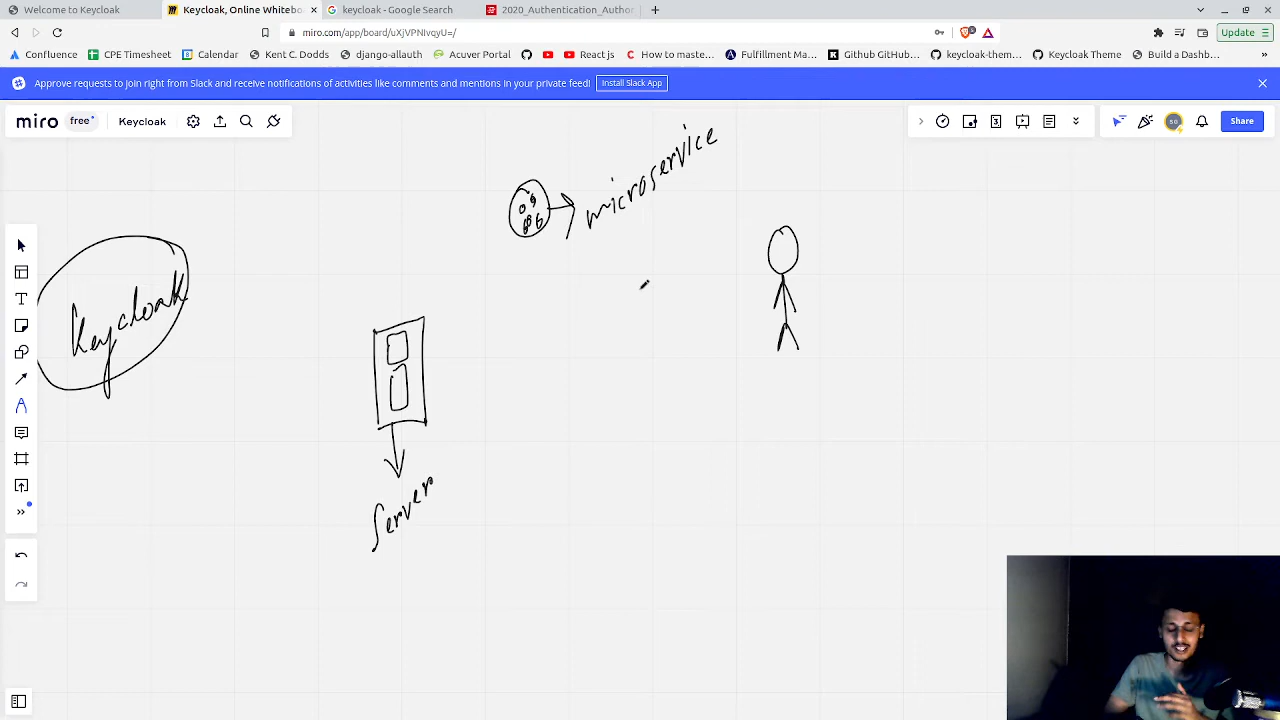 Welcome to Keycloak
Keycloak, Online Whitebo
keycloak - Google Search
2020_Authentication_Author
miro.com/app/board/uXjVPNIvqyU=/
Update
Confluence
CPE Timesheet
Calendar
Kent C. Dodds
django-allauth
Acuver Portal
React js
How to maste...
Fulfillment Ma...
Github GitHub...
keycloak-them...
Keycloak Theme
Build a Dashb...
Approve requests to join right from Slack and receive notifications of activities like comments and mentions in your private feed!
Install Slack App
miro
free
Keycloak
3
SO
Share
microservice
Keycloak
Server